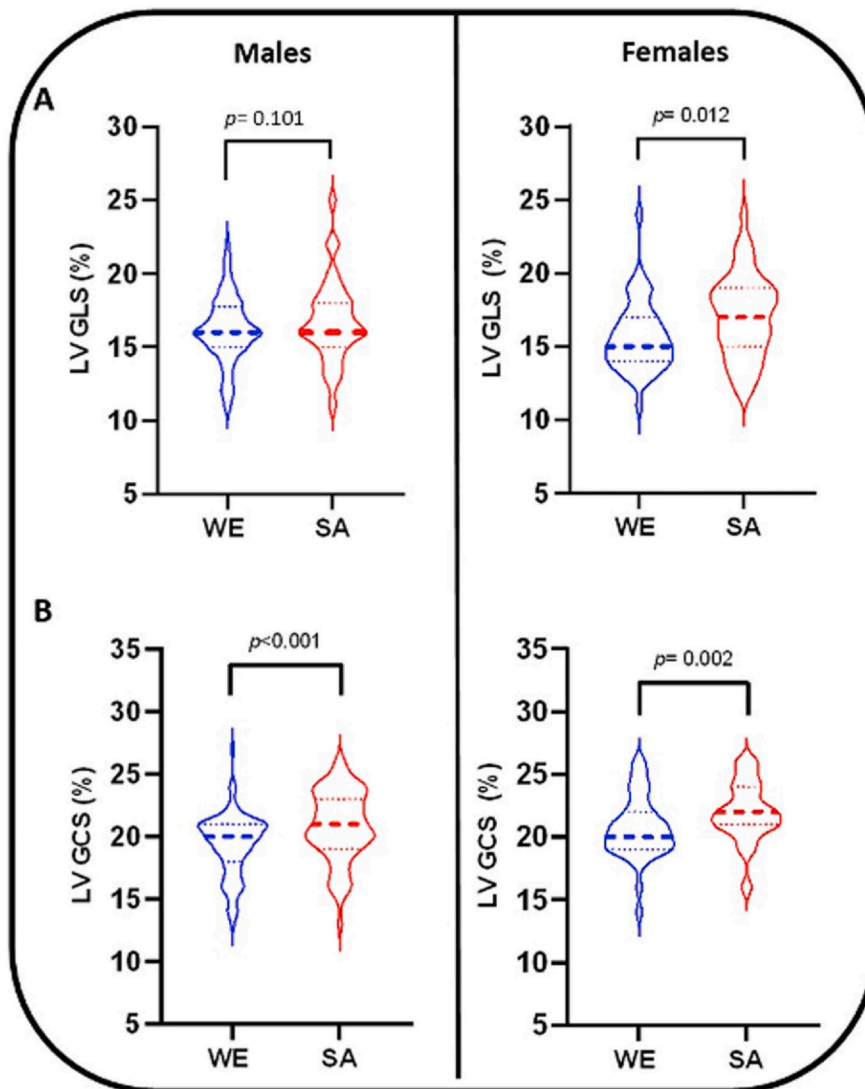 Males
Females
A
p= 0.101
30
25
20
15
10
5
LV GLS (%)
WE SA
p= 0.012
30
25
20
15
10
5
LV GLS (%)
WE SA
B
p<0.001
35
30
25
20
15
10
5
LV GCS (%)
WE SA
p= 0.002
35
30
25
20
15
10
5
LV GCS (%)
WE SA